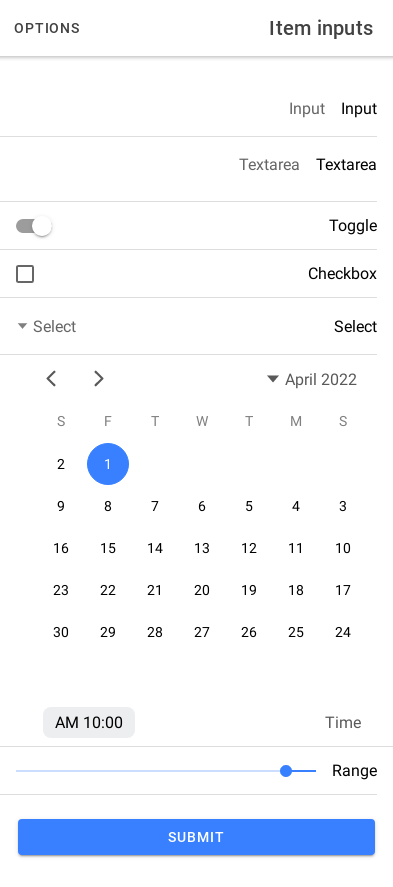 Item inputs OPTIONS
Input Input
Textarea Textarea
Toggle
Checkbox
Select Select
April 2022
S M T W T F S
1 2
3 4 5 6 7 8 9
10 11 12 13 14 15 16
17 18 19 20 21 22 23
24 25 26 27 28 29 30
Time AM 10:00
Range
SUBMIT